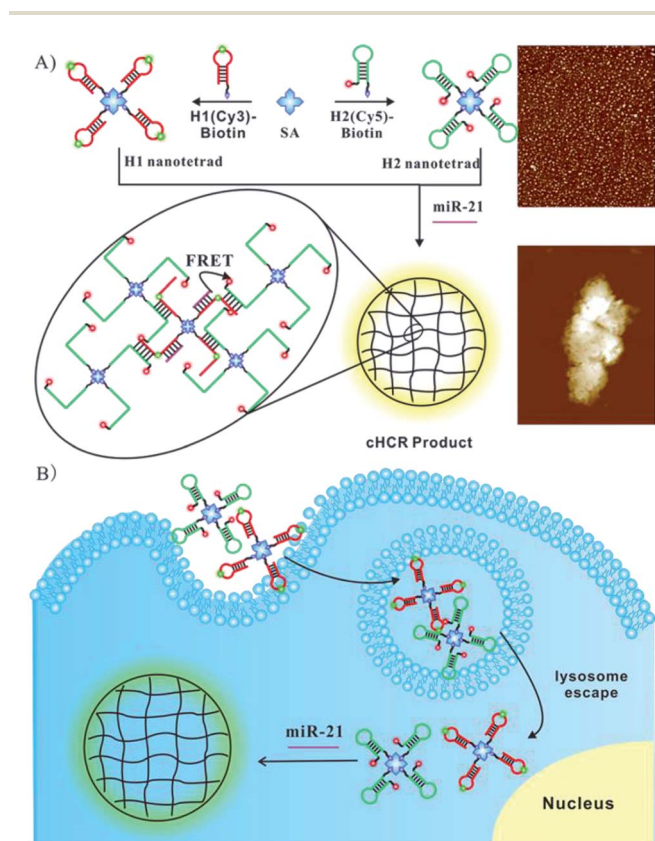 A)
H1(Cy3)-
Biotin
SA
H2(Cy5)-
Biotin
H1 nanotetrad
H2 nanotetrad
miR-21
FRET
cHCR Product
B)
lysosome
escape
miR-21
Nucleus